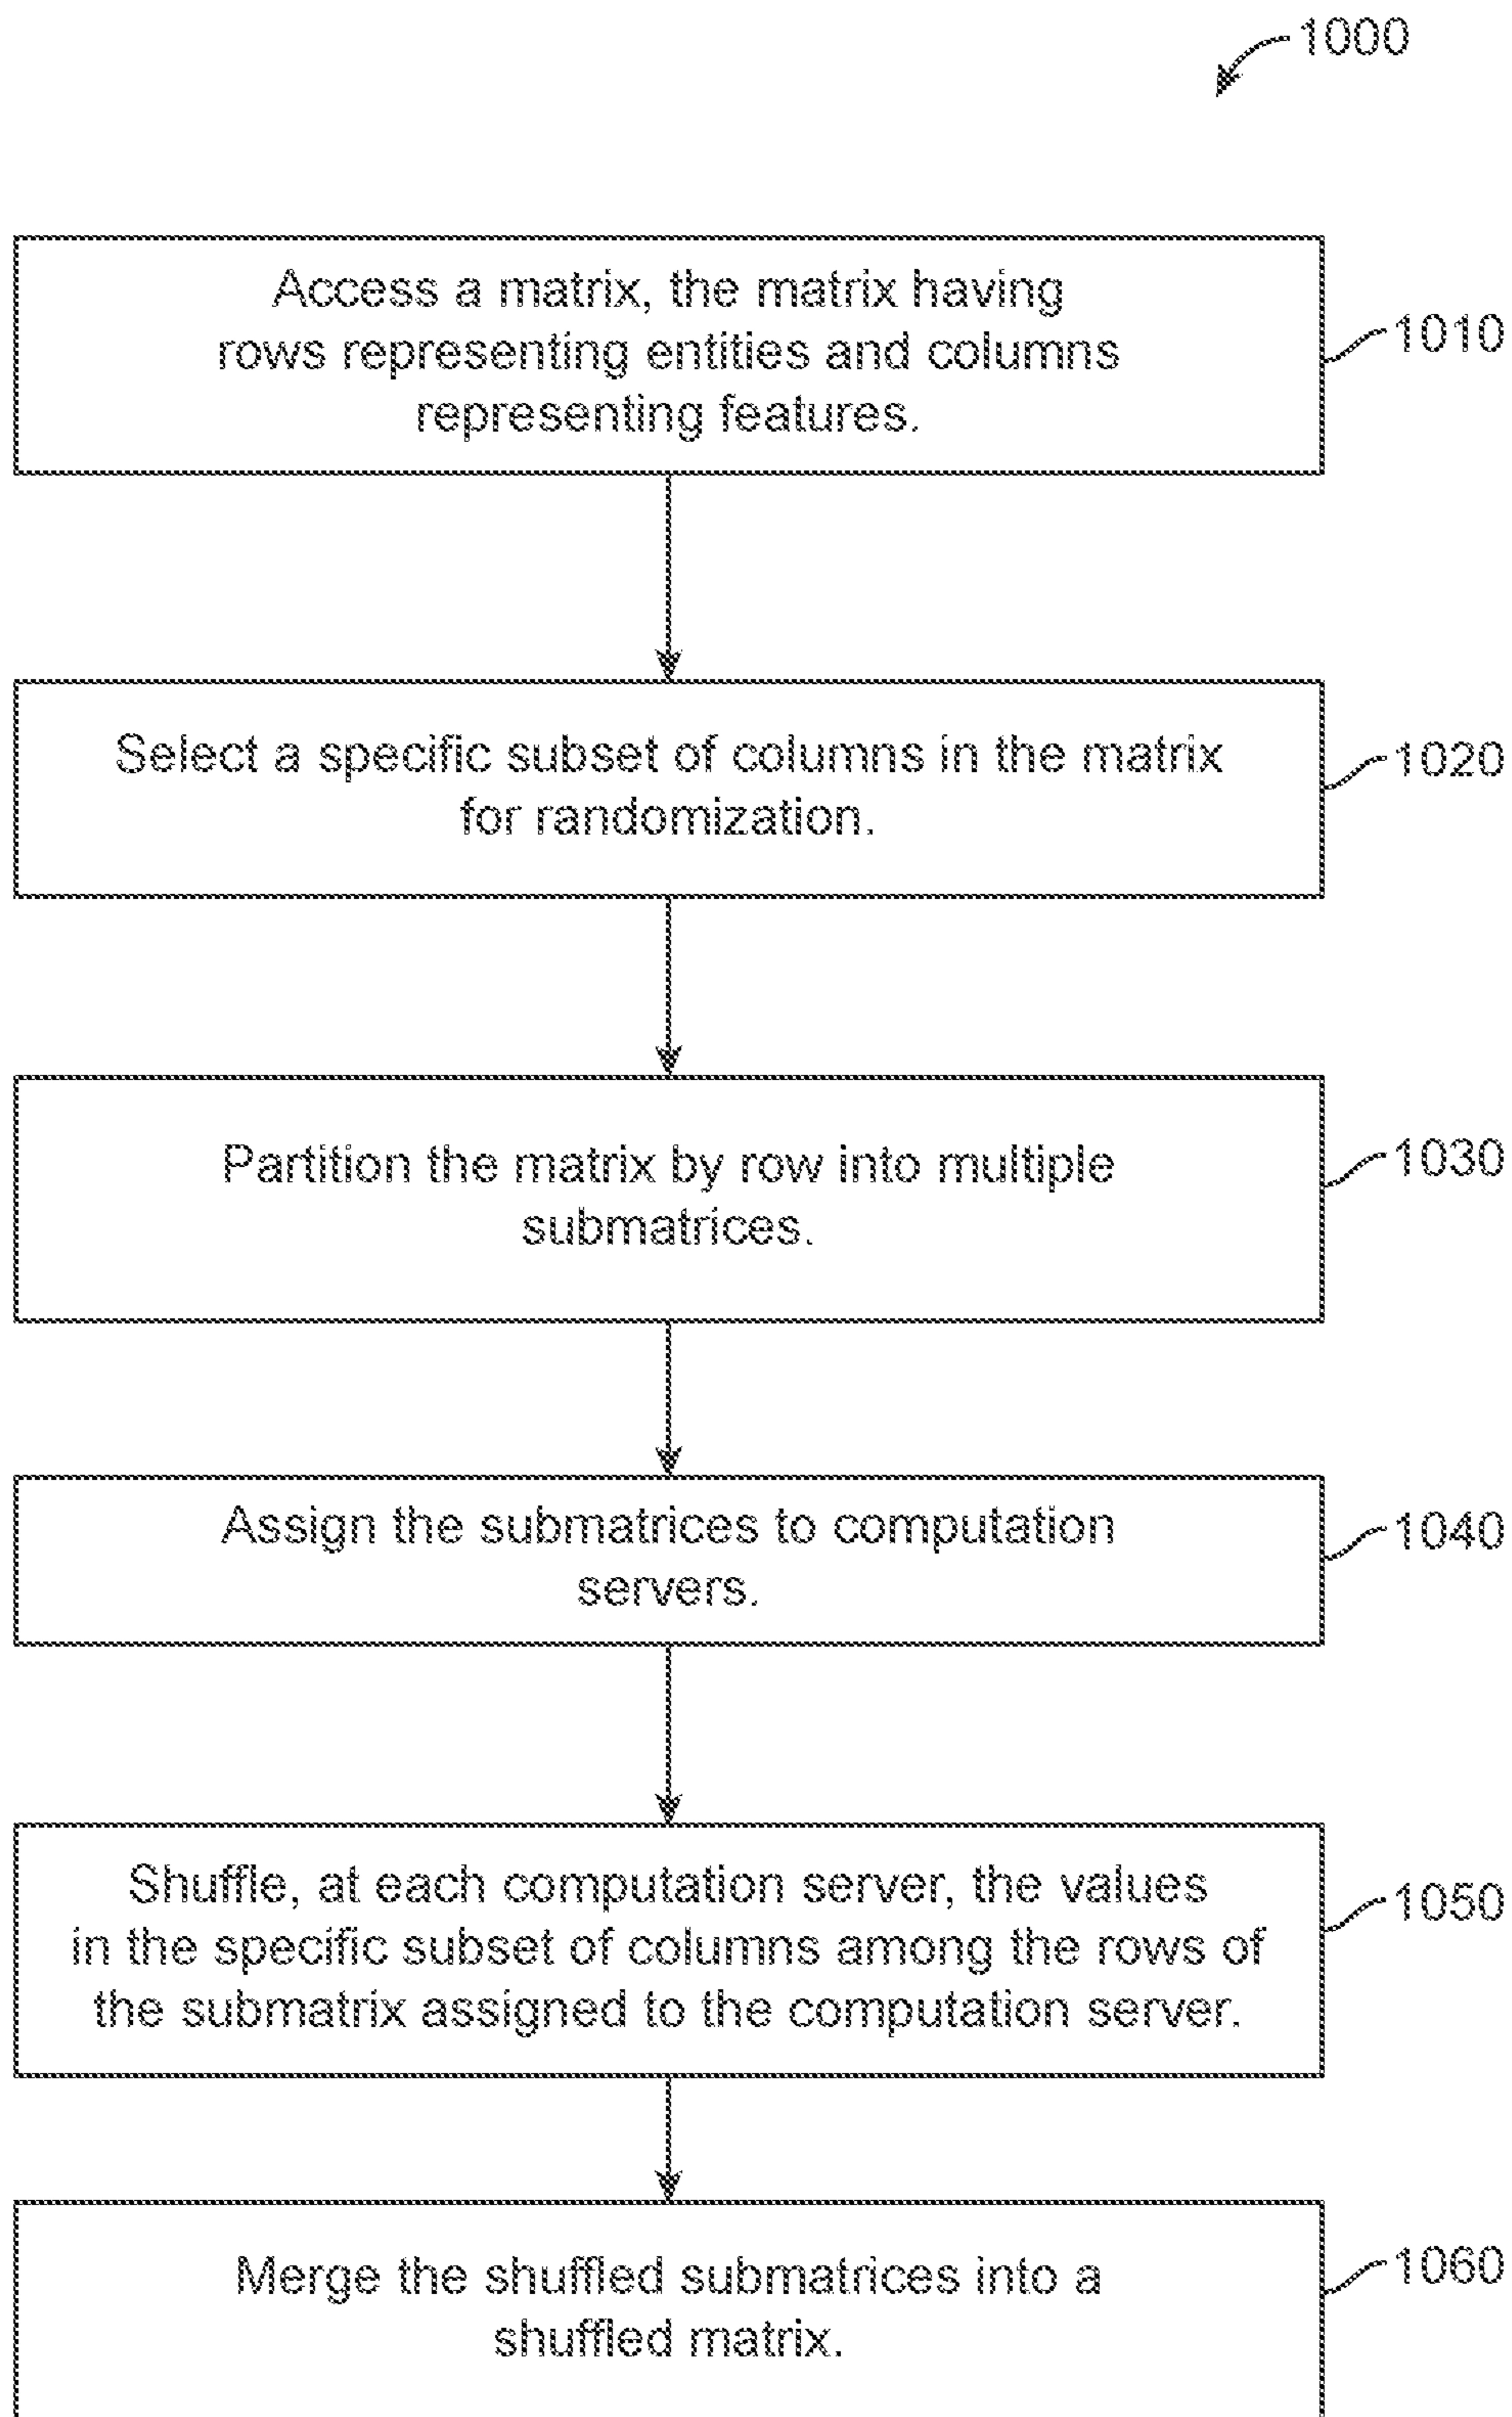 1000
Access a matrix, the matrix having
rows representing entities and columns
representing features.
1010
Select a specific subset of columns in the matrix
for randomization.
1020
Partition the matrix by row into multiple
submatrices.
1030
Assign the submatrices to computation
servers.
1040
Shuffle, at each computation server, the values
in the specific subset of columns among the rows of
the submatrix assigned to the computation server.
1050
Merge the shuffled submatrices into a
shuffled matrix.
1060